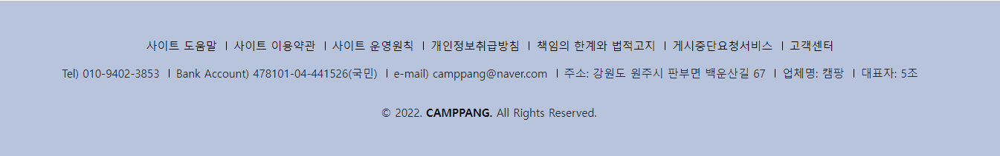 사이트 도움말 ㅣ 사이트 이용약관 ㅣ 사이트 운영원칙 ㅣ 개인정보취급방침 ㅣ 책임의 한계와 법적고지 ㅣ 게시중단요청서비스 ㅣ 고객센터
Tel) 010-9402-3853 ㅣ Bank Account) 478101-04-441526(국민) ㅣ e-mail) camppang@naver.com ㅣ 주소: 강원도 원주시 판부면 백운산길 67 ㅣ 업체명: 캠팡 ㅣ 대표자: 5조
© 2022. CAMPPANG. All Rights Reserved.